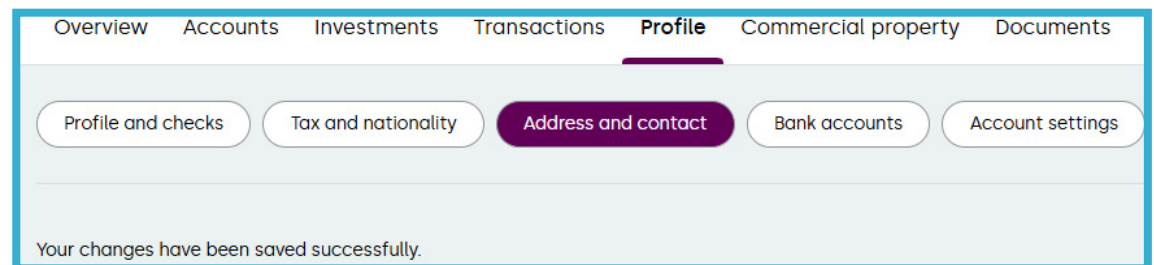 Overview Accounts Investments Transactions Profile Commercial property Documents
Profile and checks Tax and nationality Address and contact Bank accounts Account settings
Your changes have been saved successfully.